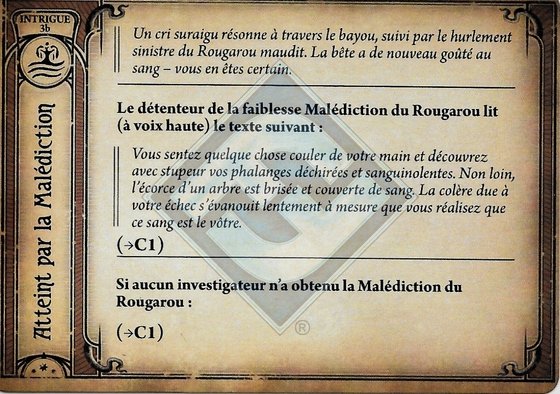 INTRIGUE
3b
Atteint par la Malédiction
Un cri suraigu résonne à travers le bayou, suivi par le hurlement
sinistre du Rougarou maudit. La bête a de nouveau goûté au
sang – vous en êtes certain.
Le détenteur de la faiblesse Malédiction du Rougarou lit
(à voix haute) le texte suivant :
Vous sentez quelque chose couler de votre main et découvrez
avec stupeur vos phalanges déchirées et sanguinolentes. Non loin,
l'écorce d'un arbre est brisée et couverte de sang. La colère due à
votre échec s'évanouit lentement à mesure que vous réalisez que
ce sang est le vôtre.
(→C1)
Si aucun investigateur n'a obtenu la Malédiction du
Rougarou :
(→C1)
®